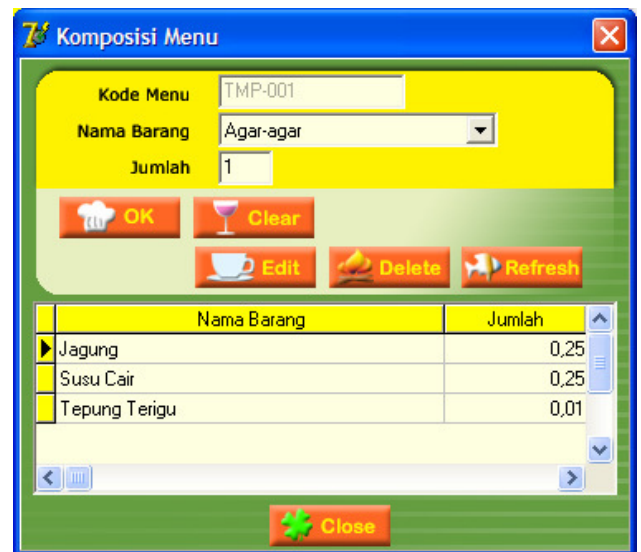 Komposisi Menu
Kode Menu TMP-001
Nama Barang Agar-agar
Jumlah 1
OK Clear
Edit Delete Refresh
Nama Barang Jumlah
Jagung 0,25
Susu Cair 0,25
Tepung Terigu 0,01
Close